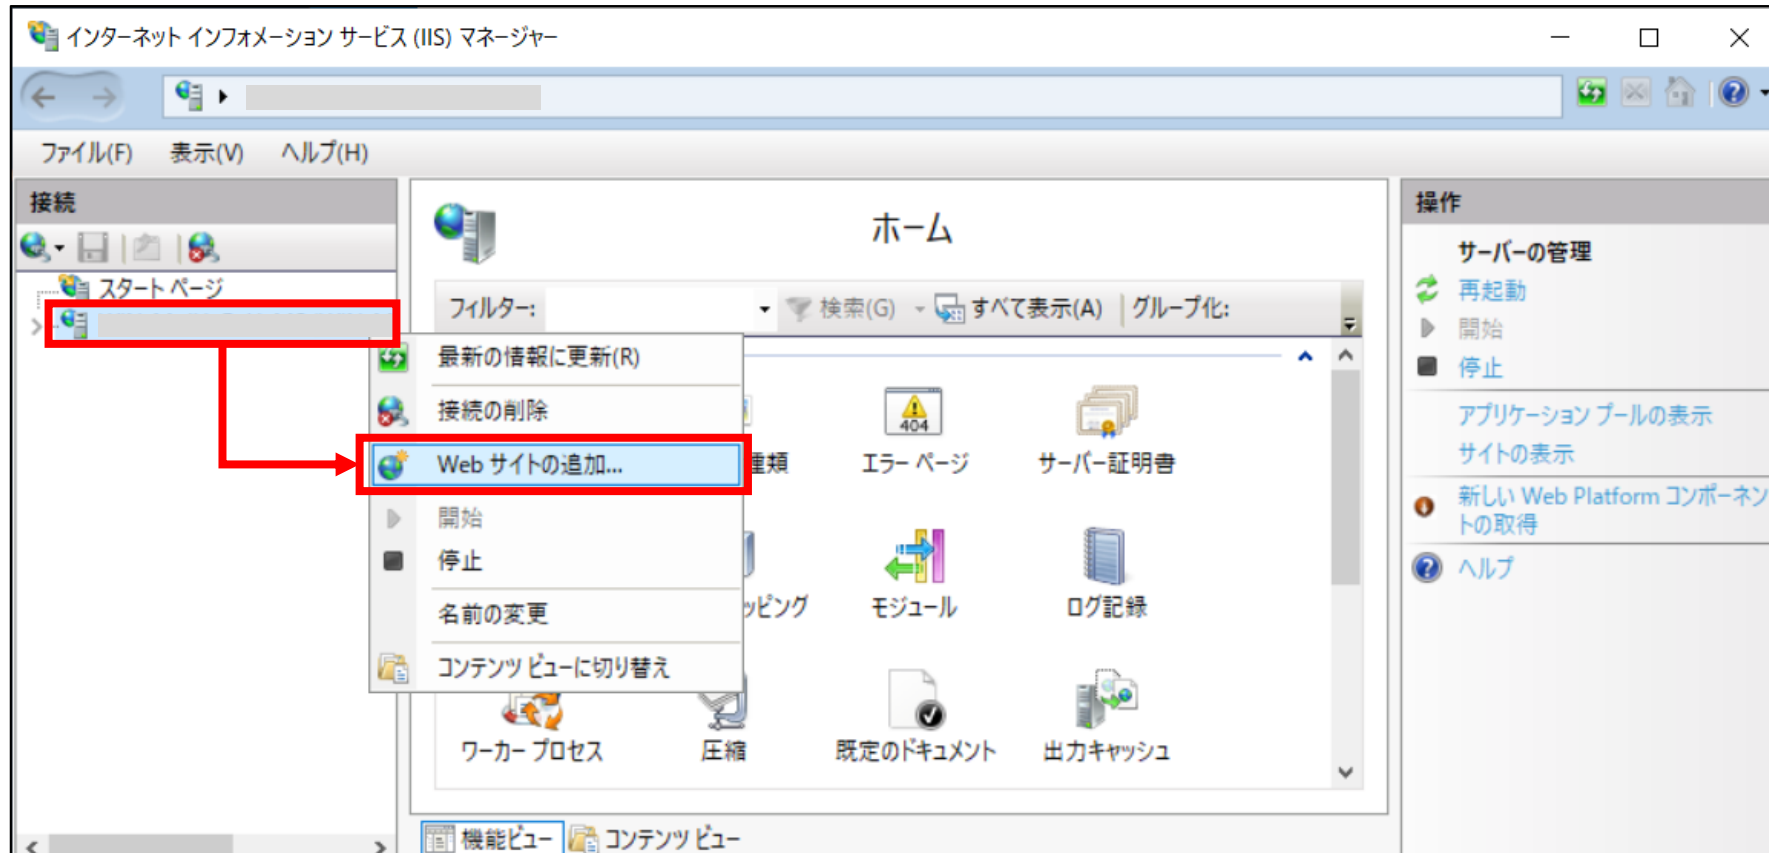 インターネット インフォメーション サービス (IIS) マネージャー
ファイル(F) 表示(V) ヘルプ(H)
接続
スタート ページ
最新の情報に更新(R)
接続の削除
Web サイトの追加...
開始
停止
名前の変更
コンテンツ ビューに切り替え
ホーム
フィルター: 検索(G) すべて表示(A) グループ化:
種類 エラー ページ サーバー証明書
404
ッピング モジュール ログ記録
ワーカー プロセス 圧縮 既定のドキュメント 出力キャッシュ
機能ビュー コンテンツ ビュー
操作
サーバーの管理
再起動
開始
停止
アプリケーション プールの表示
サイトの表示
新しい Web Platform コンポーネン
トの取得
ヘルプ